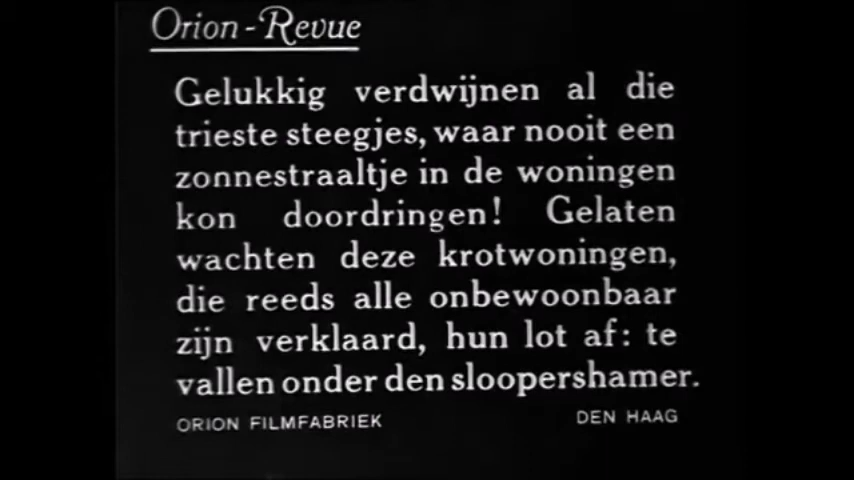 Orion-Revue
Gelukkig verdwijnen al die
trieste steegjes, waar nooit een
zonnestraaltje in de woningen
kon doordringen! Gelaten
wachten deze krotwoningen,
die reeds alle onbewoonbaar
zijn verklaard, hun lot af: te
vallen onder den sloopershamer.
ORION FILMFABRIEK DEN HAAG